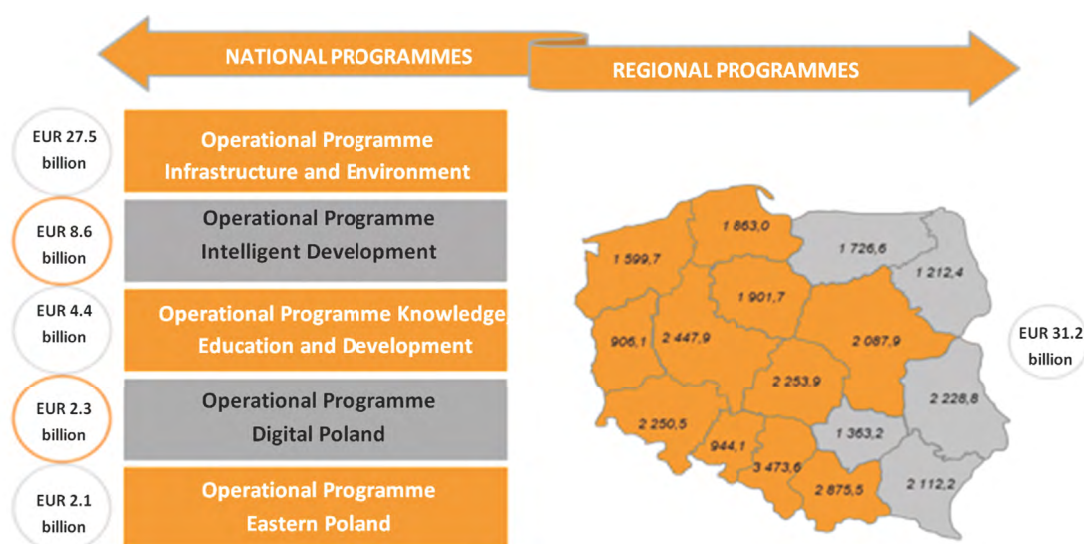 NATIONAL PROGRAMMES
REGIONAL PROGRAMMES
EUR 27.5
billion
Operational Programme
Infrastructure and Environment
EUR 8.6
billion
Operational Programme
Intelligent Development
EUR 4.4
billion
Operational Programme Knowledge,
Education and Development
EUR 2.3
billion
Operational Programme
Digital Poland
EUR 2.1
billion
Operational Programme
Eastern Poland
1 863,0
1 599,7
1 726,6
1 212,4
1 901,7
906,1
2 447,9
2 087,9
2 253,9
2 228,8
2 250,5
1 363,2
944,1
3 473,6
2 875,5
2 112,2
EUR 31.2
billion